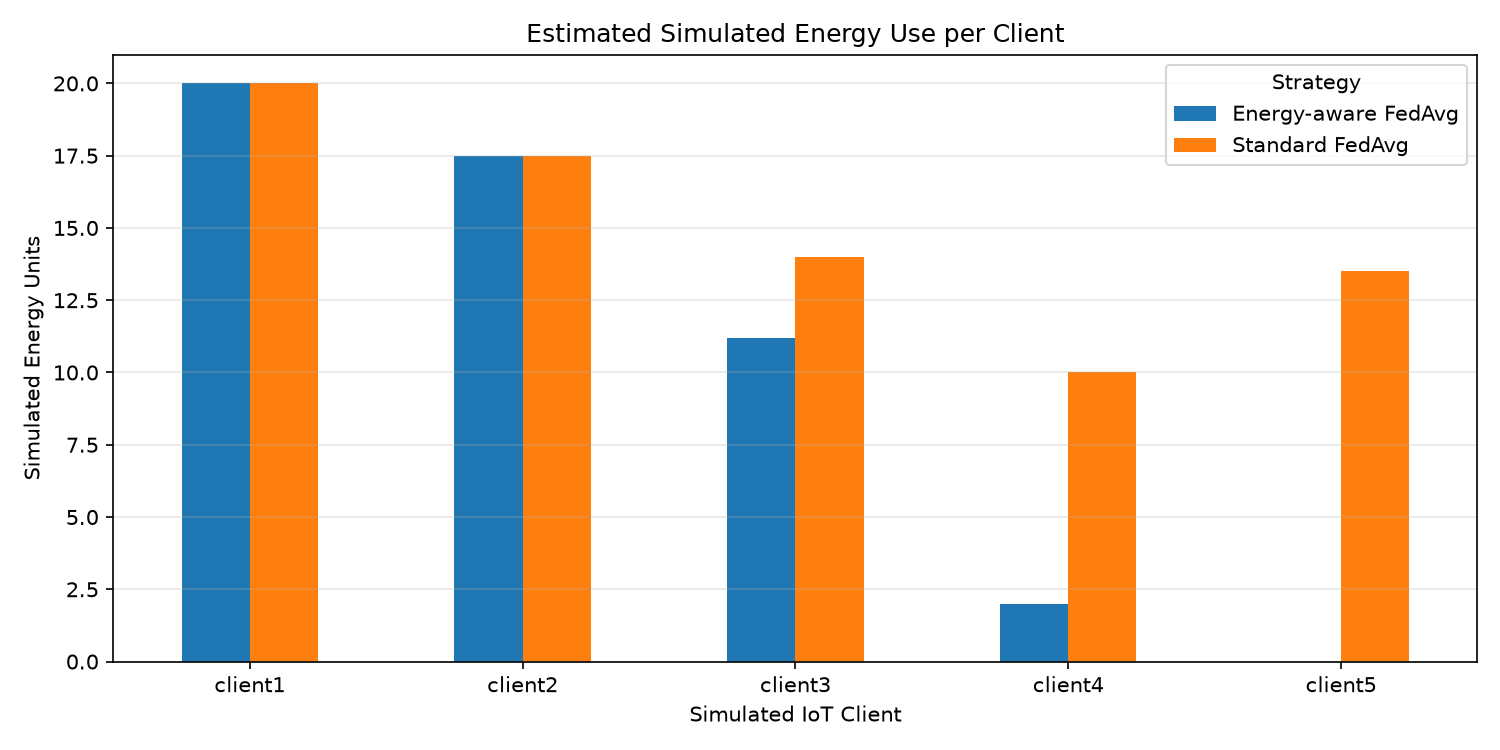 Estimated Simulated Energy Use per Client
Strategy
Energy-aware FedAvg
Standard FedAvg
Simulated Energy Units
20.0
17.5
15.0
12.5
10.0
7.5
5.0
2.5
0.0
client1
client2
client3
client4
client5
Simulated IoT Client